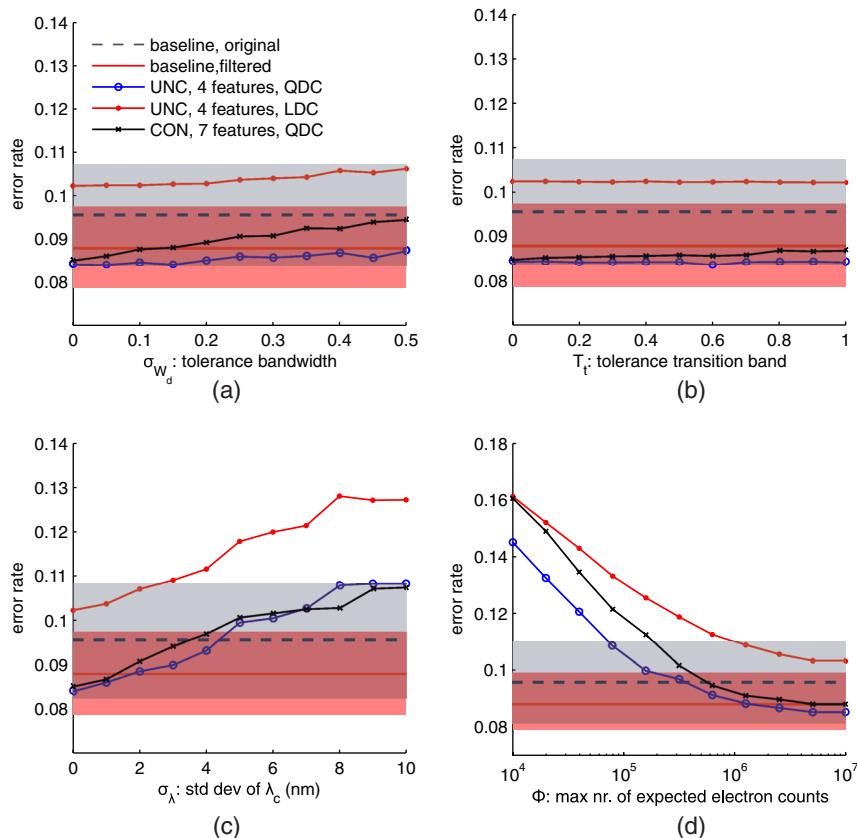 0.14
0.13
0.12
0.11
0.1
0.09
0.08
error rate
baseline, original
baseline,filtered
UNC, 4 features, QDC
UNC, 4 features, LDC
CON, 7 features, QDC
0 0.1 0.2 0.3 0.4 0.5
σ_W_d: tolerance bandwidth
(a)
0.14
0.13
0.12
0.11
0.1
0.09
0.08
error rate
0 0.2 0.4 0.6 0.8 1
T_t: tolerance transition band
(b)
0.14
0.13
0.12
0.11
0.1
0.09
0.08
error rate
0 2 4 6 8 10
σ_λ: std dev of λ_c (nm)
(c)
0.18
0.16
0.14
0.12
0.1
0.08
error rate
10^4 10^5 10^6 10^7
Φ: max nr. of expected electron counts
(d)